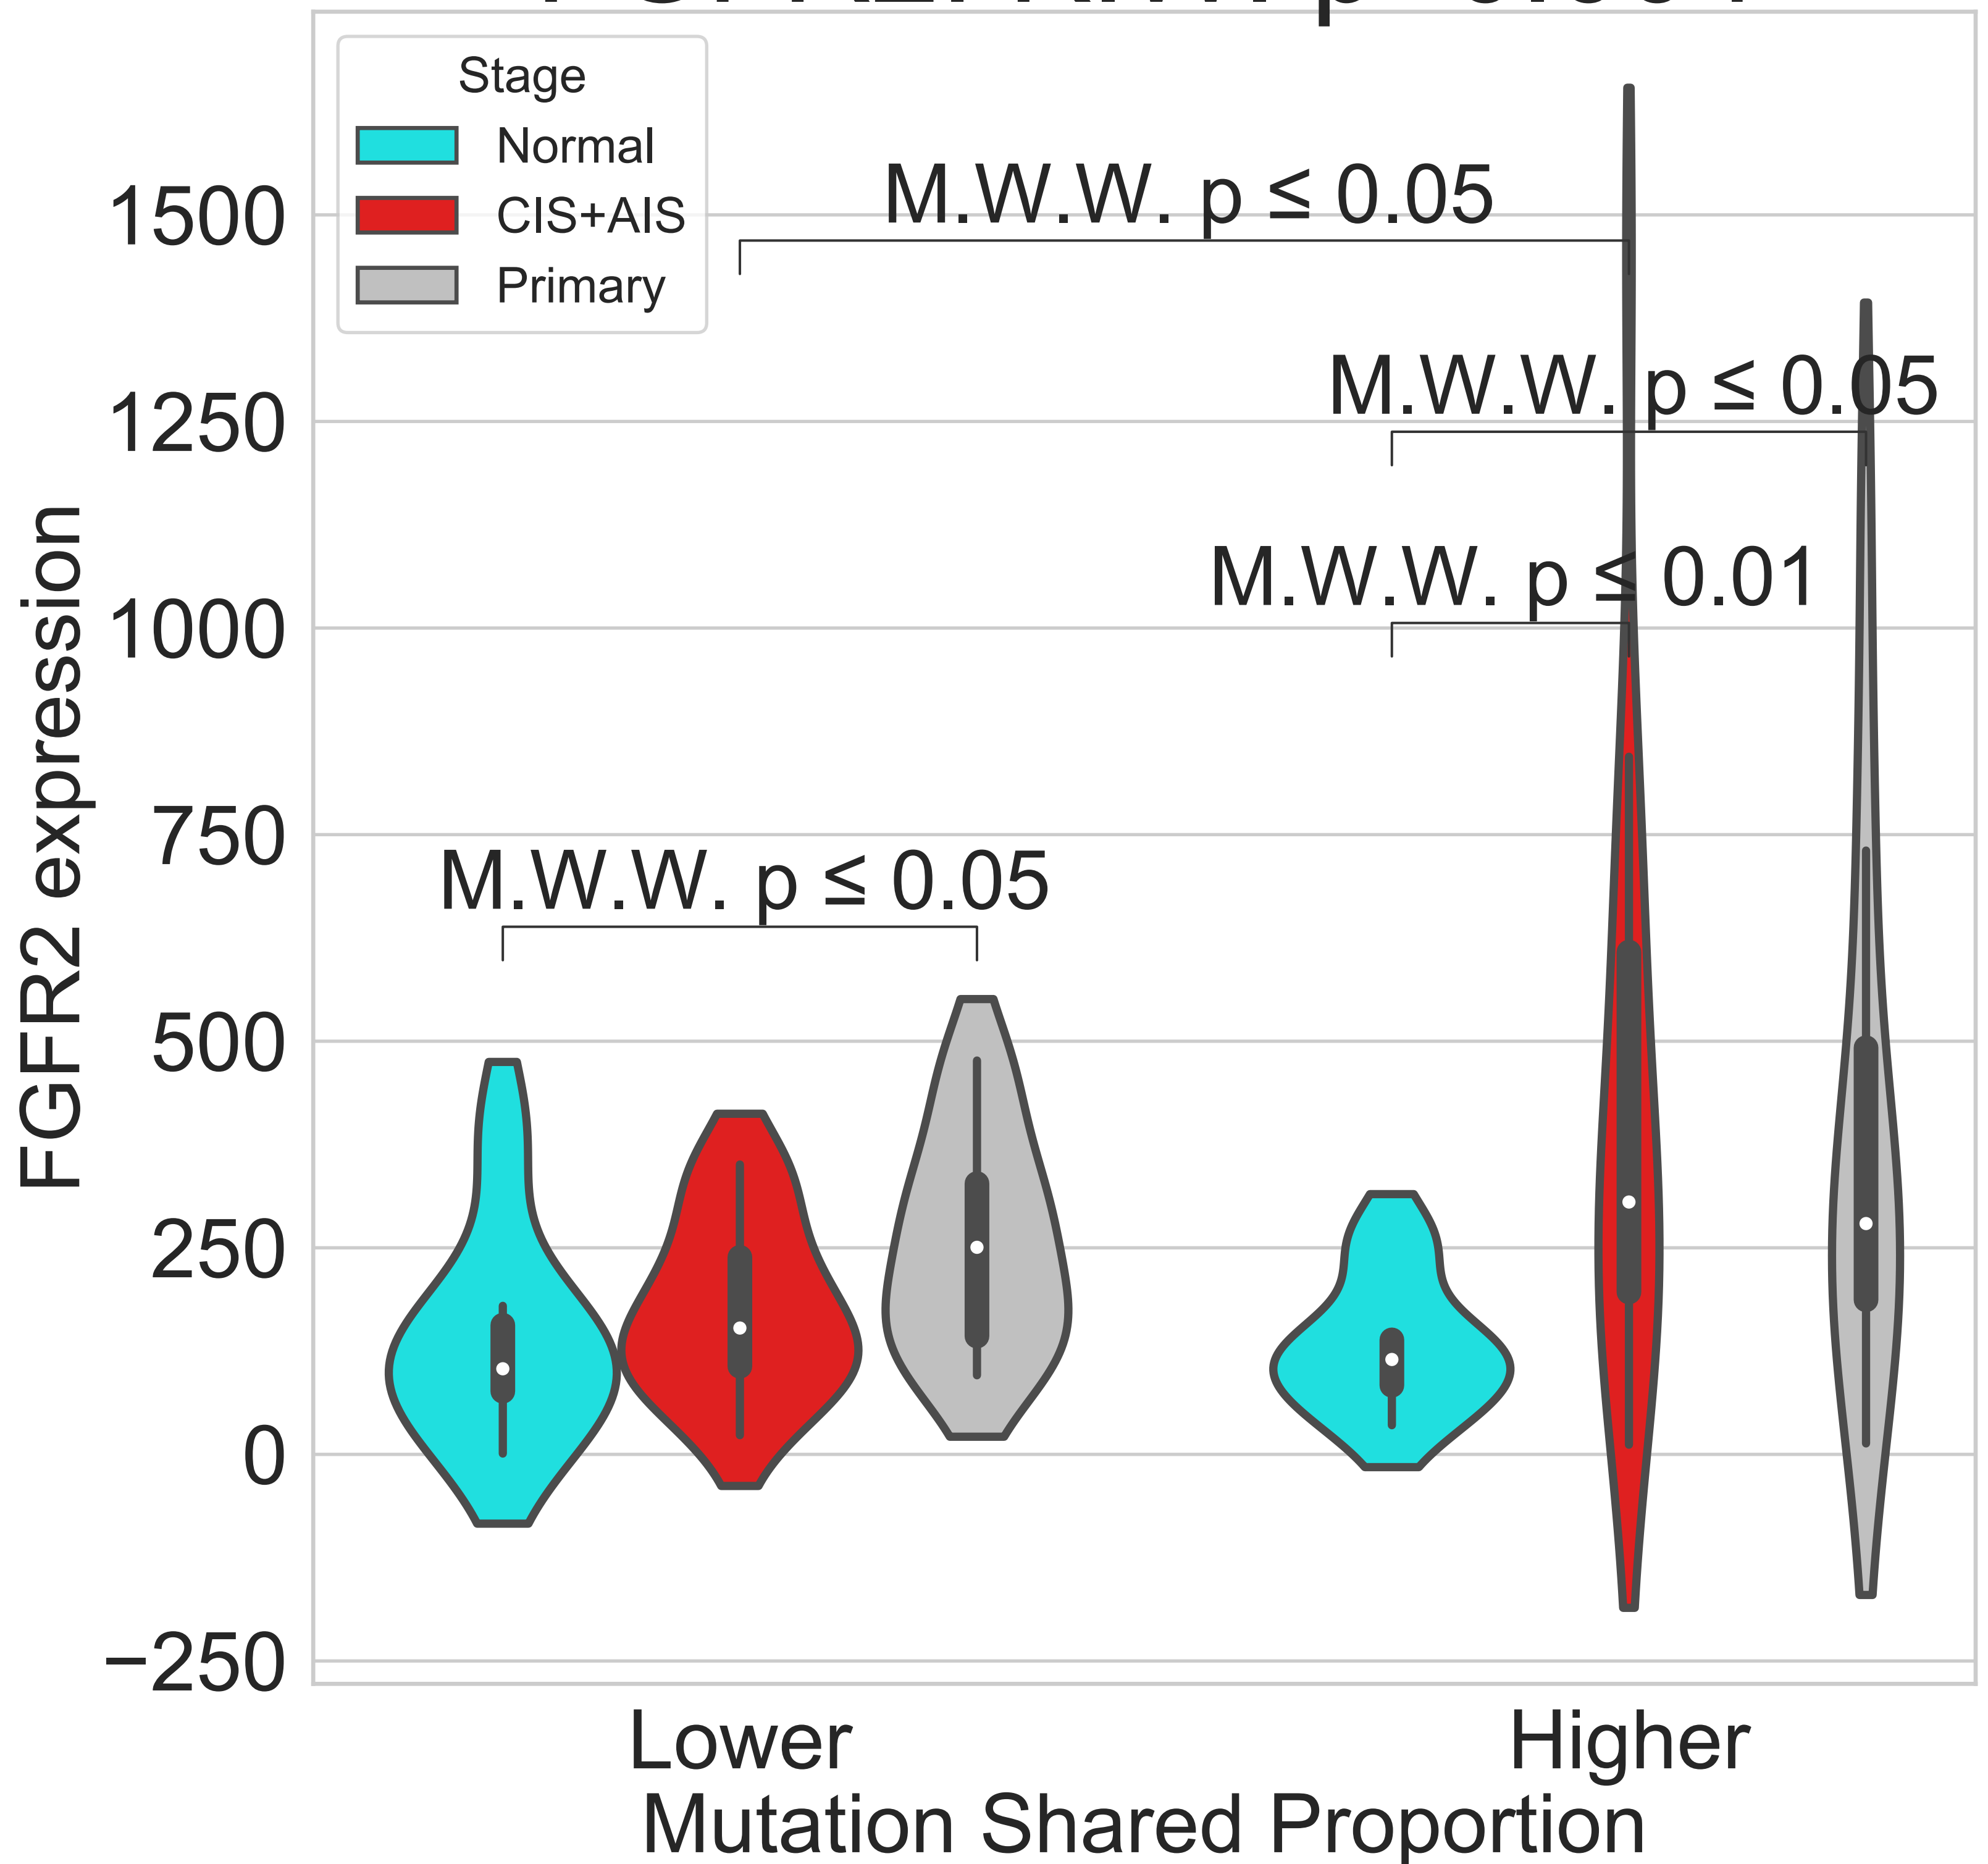 Stage
Normal
CIS+AIS
Primary
M.W.W. p ≤ 0.05
M.W.W. p ≤ 0.05
M.W.W. p ≤ 0.01
M.W.W. p ≤ 0.05
1500
1250
1000
750
500
250
0
−250
FGFR2 expression
Lower
Higher
Mutation Shared Proportion